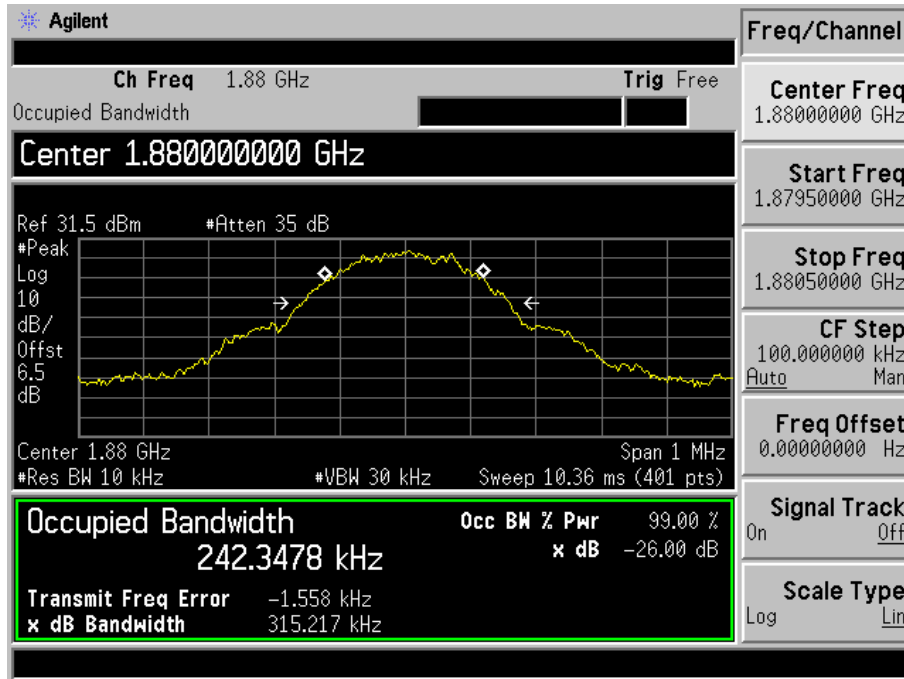 Agilent
Ch Freq 1.88 GHz Trig Free
Occupied Bandwidth
Center 1.880000000 GHz
Ref 31.5 dBm #Atten 35 dB
#Peak
Log
10
dB/
Offst
6.5
dB
Center 1.88 GHz Span 1 MHz
#Res BW 10 kHz #VBW 30 kHz Sweep 10.36 ms (401 pts)
Occupied Bandwidth
242.3478 kHz
Occ BW % Pwr 99.00 %
x dB -26.00 dB
Transmit Freq Error -1.558 kHz
x dB Bandwidth 315.217 kHz
Freq/Channel
Center Freq
1.88000000 GHz
Start Freq
1.87950000 GHz
Stop Freq
1.88050000 GHz
CF Step
100.000000 kHz
Auto Man
Freq Offset
0.00000000 Hz
Signal Track
On Off
Scale Type
Log Lin